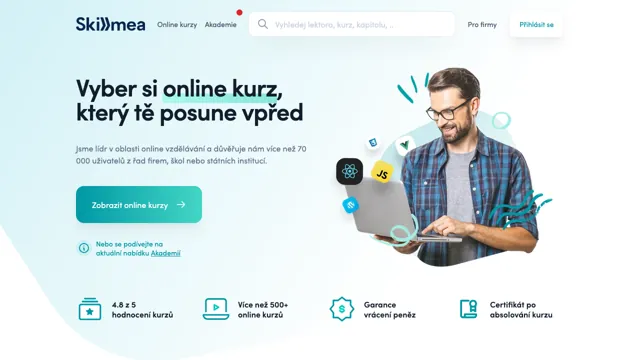 Skillmea
Online kurzy
Akademie
Vyhledej lektora, kurz, kapitolu, ..
Pro firmy
Přihlásit se
Vyber si online kurz,
který tě posune vpřed
Jsme lídr v oblasti online vzdělávání a důvěřuje nám více než 70
000 uživatelů z řad firem, škol nebo státních institucí.
Zobrazit online kurzy
Nebo se podívejte na
aktuální nabídku Akademií
JS
4.8 z 5
hodnocení kurzů
Více než 500+
online kurzů
$
Garance
vrácení peněz
Certifikát po
absolvování kurzu